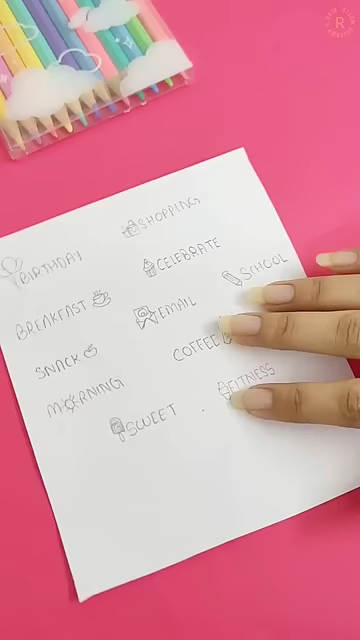 SHOPPING
BIRTHDAY
CELEBRATE
SCHOOL
BREAKFAST
EMAIL
SNACK
COFFEE
MORNING
FITNESS
SWEET
R